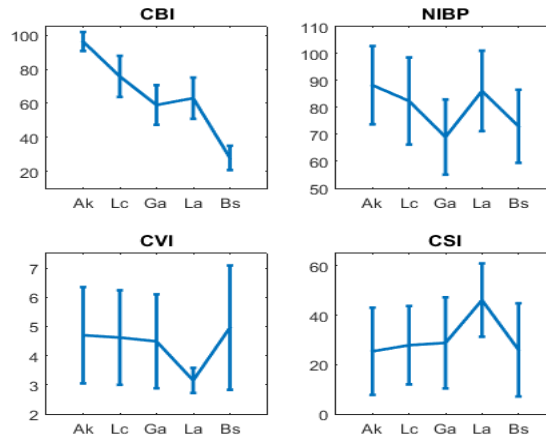 CBI
100
80
60
40
20
Ak Lc Ga La Bs
NIBP
110
100
90
80
70
60
50
Ak Lc Ga La Bs
CVI
7
6
5
4
3
2
Ak Lc Ga La Bs
CSI
60
40
20
0
Ak Lc Ga La Bs